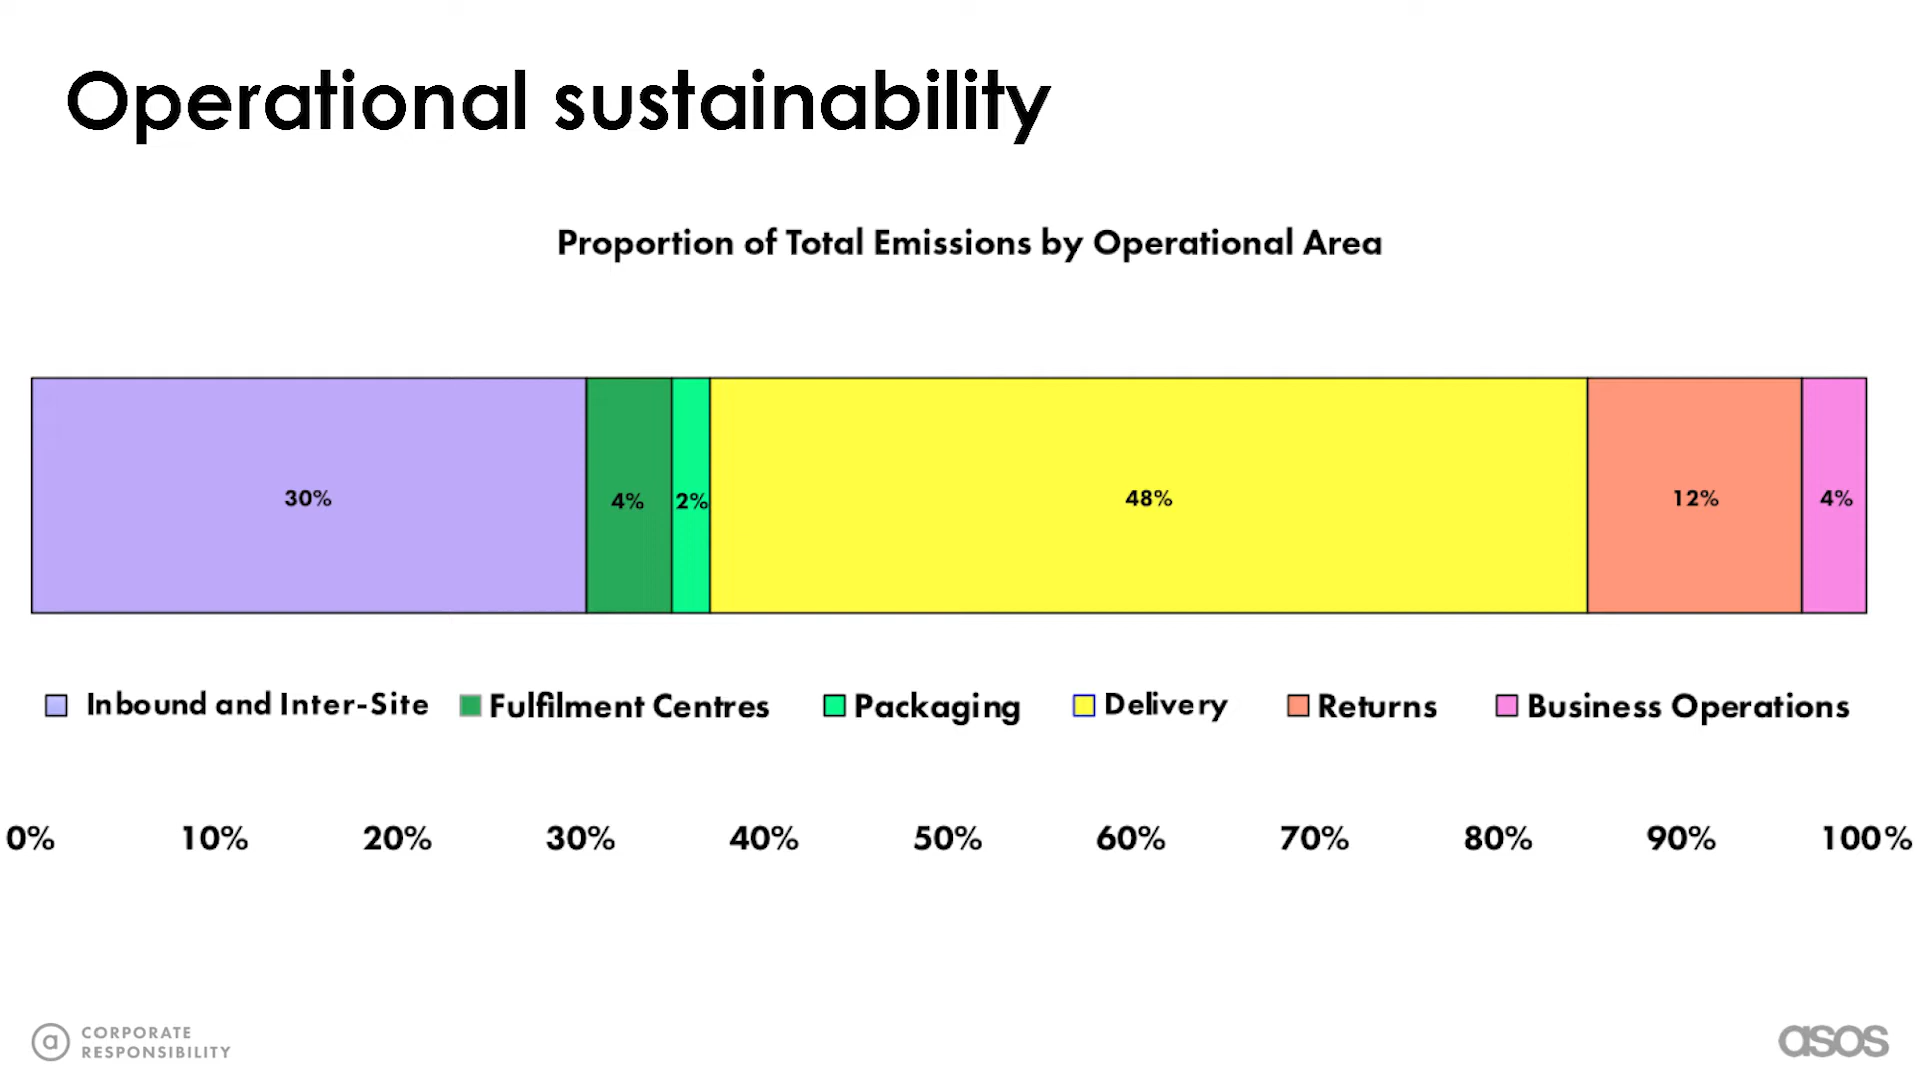 Operational sustainability
Proportion of Total Emissions by Operational Area
30% 4% 2% 48% 12% 4%
Inbound and Inter-Site Fulfilment Centres Packaging Delivery Returns Business Operations
0% 10% 20% 30% 40% 50% 60% 70% 80% 90% 100%
a CORPORATE
RESPONSIBILITY
asos